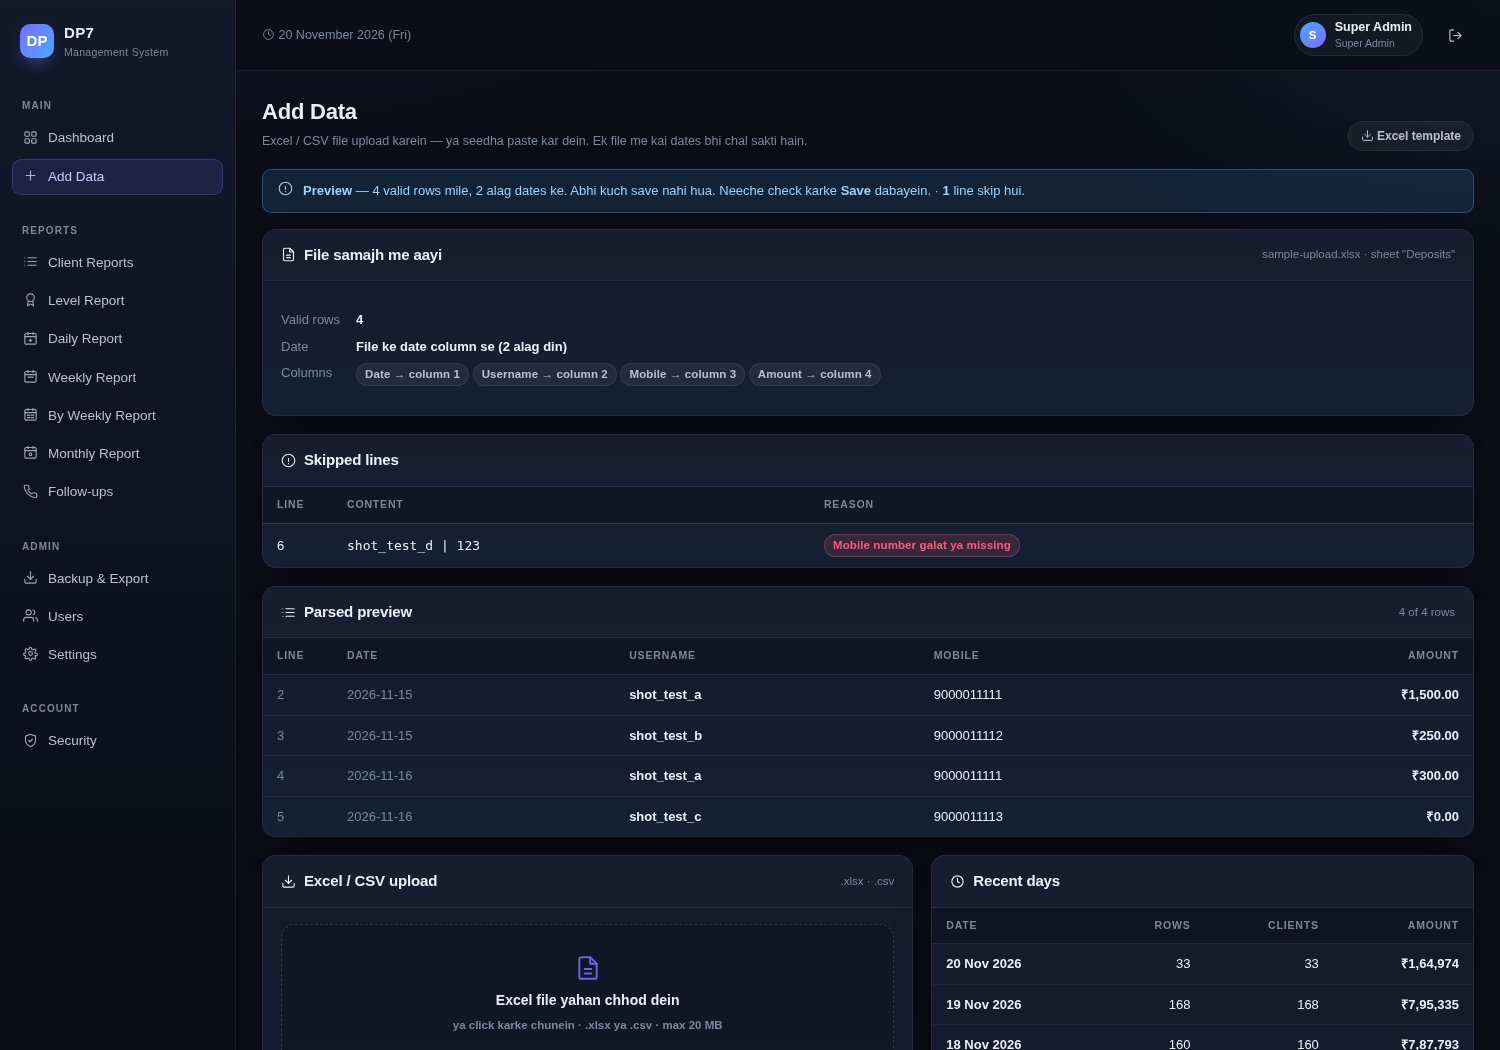 DP
DP7
Management System
MAIN
Dashboard
Add Data
REPORTS
Client Reports
Level Report
Daily Report
Weekly Report
By Weekly Report
Monthly Report
Follow-ups
ADMIN
Backup & Export
Users
Settings
ACCOUNT
Security
20 November 2026 (Fri)
S
Super Admin
Super Admin
Add Data
Excel / CSV file upload karein — ya seedha paste kar dein. Ek file me kai dates bhi chal sakti hain.
Excel template
Preview — 4 valid rows mile, 2 alag dates ke. Abhi kuch save nahi hua. Neeche check karke Save dabayein. · 1 line skip hui.
File samajh me aayi
sample-upload.xlsx · sheet "Deposits"
Valid rows 4
Date File ke date column se (2 alag din)
Columns Date → column 1 Username → column 2 Mobile → column 3 Amount → column 4
Skipped lines
LINE CONTENT REASON
6 shot_test_d | 123 Mobile number galat ya missing
Parsed preview
4 of 4 rows
LINE DATE USERNAME MOBILE AMOUNT
2 2026-11-15 shot_test_a 9000011111 ₹1,500.00
3 2026-11-15 shot_test_b 9000011112 ₹250.00
4 2026-11-16 shot_test_a 9000011111 ₹300.00
5 2026-11-16 shot_test_c 9000011113 ₹0.00
Excel / CSV upload
.xlsx · .csv
Excel file yahan chhod dein
ya click karke chunein · .xlsx ya .csv · max 20 MB
Recent days
DATE ROWS CLIENTS AMOUNT
20 Nov 2026 33 33 ₹1,64,974
19 Nov 2026 168 168 ₹7,95,335
18 Nov 2026 160 160 ₹7,87,793